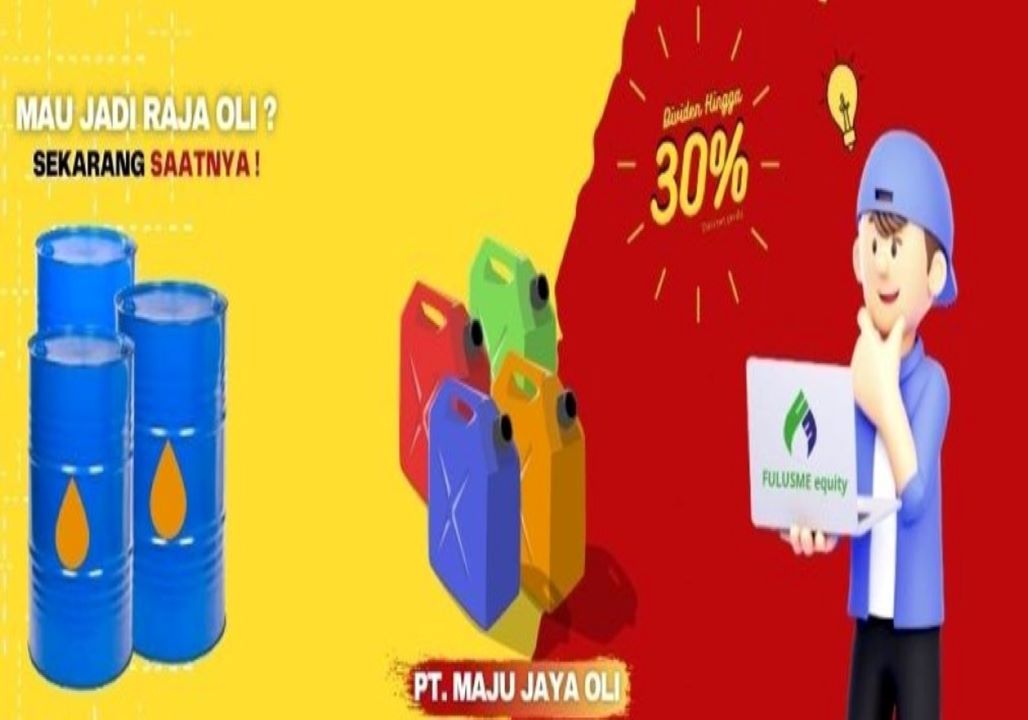 MAU JADI RAJA OLI ?
SEKARANG SAATNYA !
Dividen Hingga
30%
FULUSME equity
PT. MAJU JAYA OLI